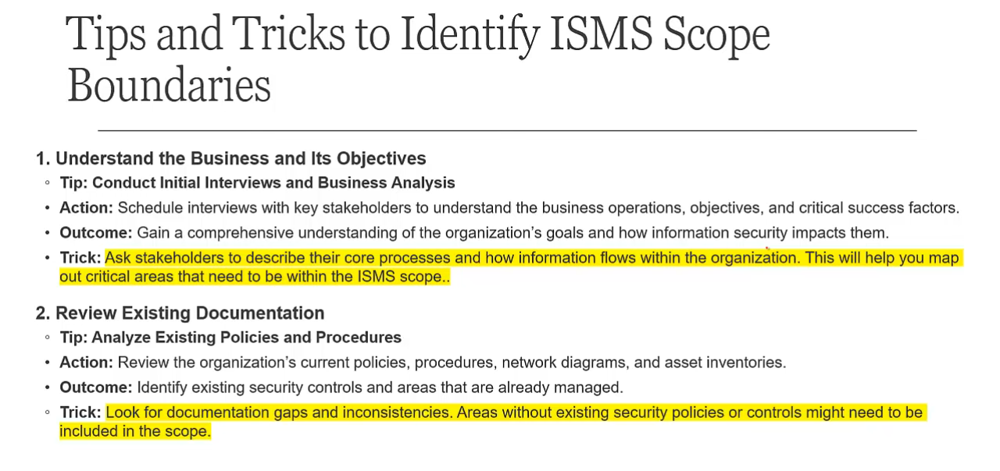 Tips and Tricks to Identify ISMS Scope
Boundaries
1. Understand the Business and Its Objectives
◦ Tip: Conduct Initial Interviews and Business Analysis
• Action: Schedule interviews with key stakeholders to understand the business operations, objectives, and critical success factors.
• Outcome: Gain a comprehensive understanding of the organization’s goals and how information security impacts them.
• Trick: Ask stakeholders to describe their core processes and how information flows within the organization. This will help you map
out critical areas that need to be within the ISMS scope..
2. Review Existing Documentation
◦ Tip: Analyze Existing Policies and Procedures
• Action: Review the organization’s current policies, procedures, network diagrams, and asset inventories.
• Outcome: Identify existing security controls and areas that are already managed.
◦ Trick: Look for documentation gaps and inconsistencies. Areas without existing security policies or controls might need to be
included in the scope.